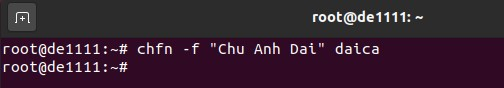 root@de1111: ~
root@de1111:~# chfn -f "Chu Anh Dai" daica
root@de1111:~#